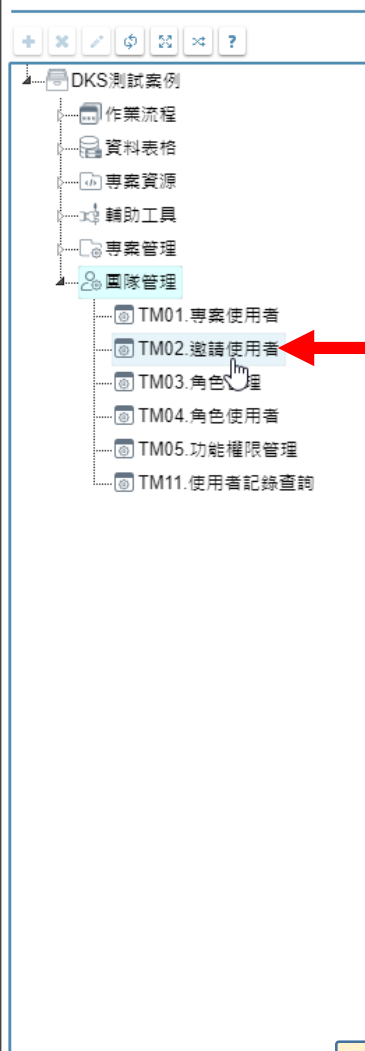 ?
DKS測試案例
作業流程
資料表格
專案資源
輔助工具
專案管理
團隊管理
TM01.專案使用者
TM02.邀請使用者
TM03.角色管理
TM04.角色使用者
TM05.功能權限管理
TM11.使用者記錄查詢